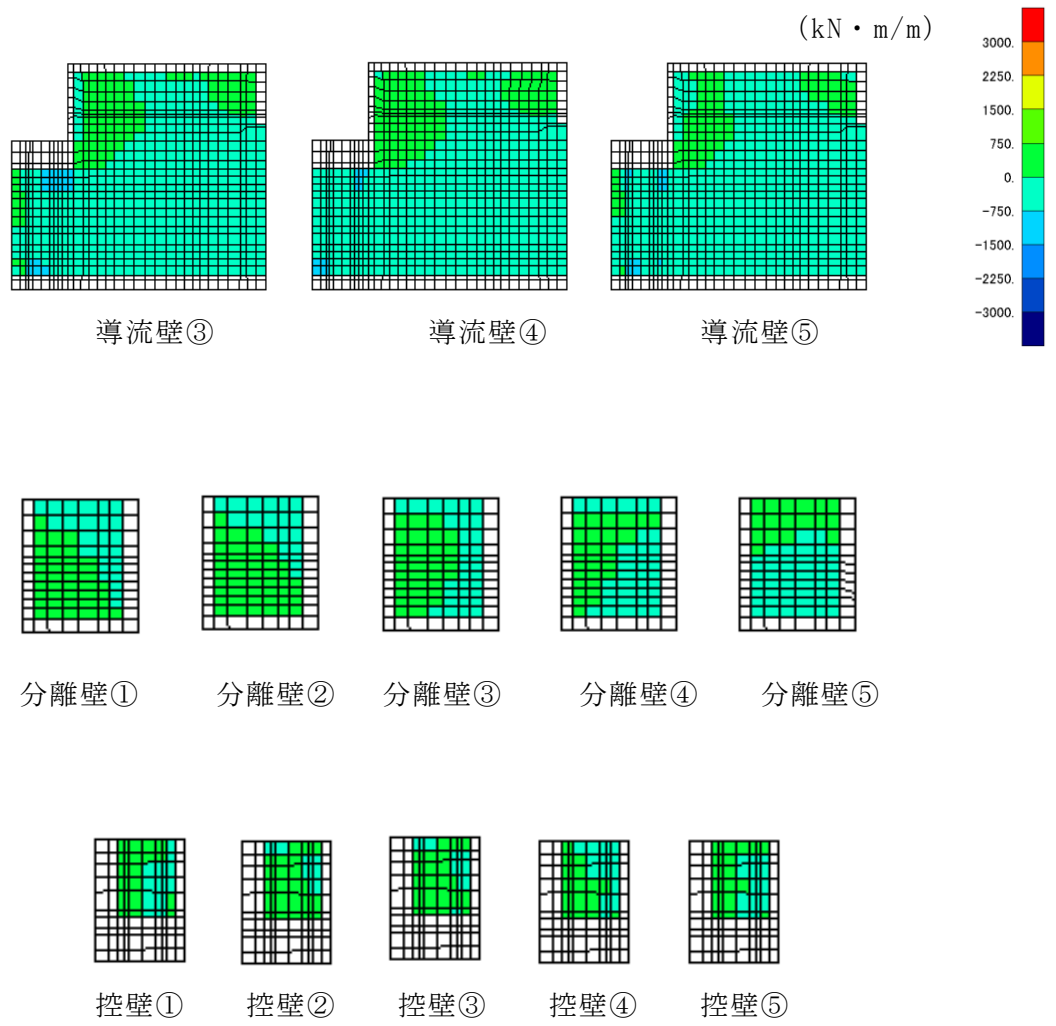 (kN・m/m)
3000.
2250.
1500.
750.
0.
-750.
-1500.
-2250.
-3000.
導流壁③
導流壁④
導流壁⑤
分離壁①
分離壁②
分離壁③
分離壁④
分離壁⑤
控壁①
控壁②
控壁③
控壁④
控壁⑤